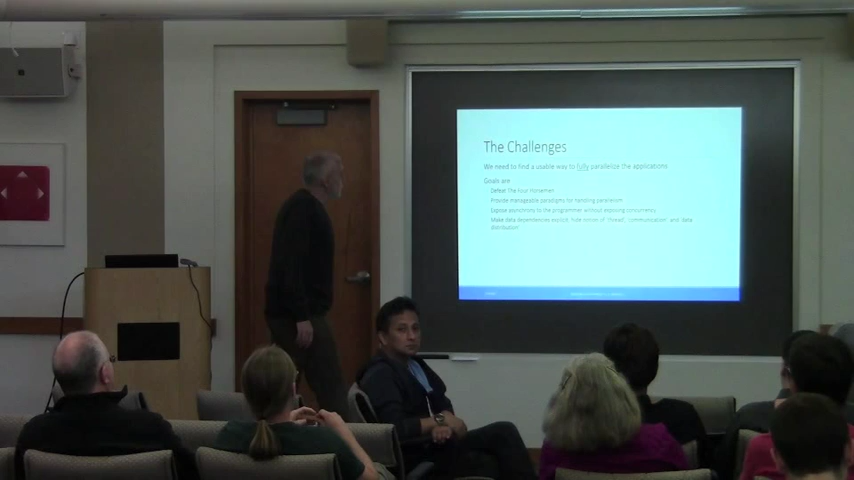 The Challenges
We need to find a usable way to fully parallelize the applications
Goals are
Defeat The Four Horsemen
Provide manageable paradigms for handling parallelism
Expose asynchrony to the programmer without exposing concurrency
Make data dependencies explicit, hide notion of 'thread', 'communication' and 'data
distribution'